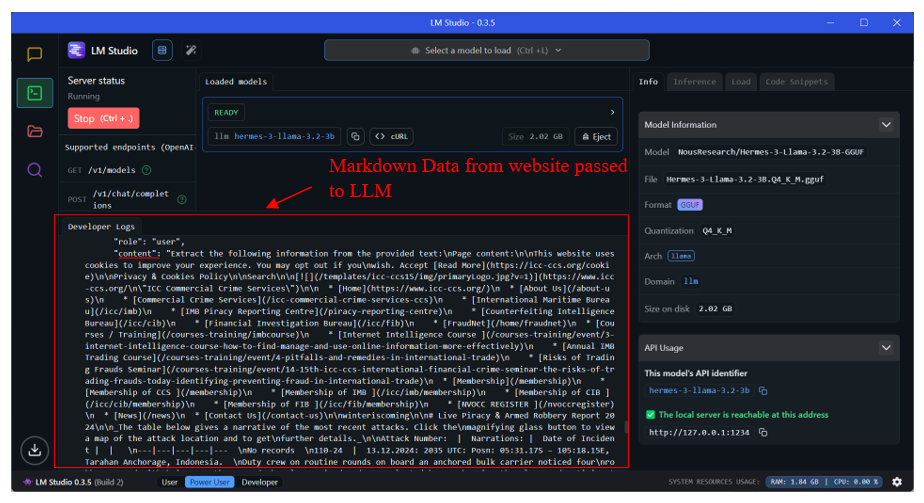 LM Studio - 0.3.5
LM Studio
Select a model to load (Ctrl +L)
Server status
Running
Stop (Ctrl + .)
Supported endpoints (OpenAI-
GET /v1/models
POST /v1/chat/complet
ions
Loaded models
READY
llm hermes-3-llama-3.2-3b
cURL
Size 2.02 GB
Eject
Markdown Data from website passed
to LLM
Developer Logs
"role": "user",
"content": "Extract the following information from the provided text:\nPage content:\n\nThis website uses
cookies to improve your experience. You may opt out if you\nwish. Accept [Read More](https://icc-ccs.org/cooki
e)\n\nPrivacy & Cookies Policy\n\nSearch\n\n[![](/templates/icc-ccs15/img/primaryLogo.jpg?v=1)](https://www.icc
-ccs.org/\n\"ICC Commercial Crime Services\")\n\n * [Home](https://www.icc-ccs.org/)\n * [About Us](/about-u
s)\n * [Commercial Crime Services](/icc-commercial-crime-services-ccs)\n * [International Maritime Burea
u](/icc/imb)\n * [IMB Piracy Reporting Centre](/piracy-reporting-centre)\n * [Counterfeiting Intelligence
Bureau](/icc/cib)\n * [Financial Investigation Bureau](/icc/fib)\n * [FraudNet](/home/fraudnet)\n * [Cou
rses / Training](/courses-training/imbcourse)\n * [Internet Intelligence Course ](/courses-training/event/3-
internet-intelligence-course-how-to-find-manage-and-use-online-information-more-effectively)\n * [Annual IMB
Trading Course](/courses-training/event/4-pitfalls-and-remedies-in-international-trade)\n * [Risks of Tradin
g Frauds Seminar](/courses-training/event/14-15th-icc-ccs-international-financial-crime-seminar-the-risks-of-tr
ading-frauds-today-identifying-preventing-fraud-in-international-trade)\n * [Membership](/membership)\n *
[Membership of CCS ](/membership)\n * [Membership of IMB ](/icc/imb/membership)\n * [Membership of CIB ]
(/icc/cib/membership)\n * [Membership of FIB ](/icc/fib/membership)\n * [NVOCC REGISTER ](/nvoccregister)
\n * [News](/news)\n * [Contact Us](/contact-us)\n\nwinteriscoming\n\n# Live Piracy & Armed Robbery Report 20
24\n\n_The table below gives a narrative of the most recent attacks. Click the\nmagnifying glass button to view
a map of the attack location and to get\nfurther details._\n\nAttack Number: | Narrations: | Date of Inciden
t | | \n---|---|---|---|--- \nNo records \n110-24 | 13.12.2024: 2035 UTC: Posn: 05:31.17S – 105:18.15E,
Tarahan Anchorage, Indonesia. \nDuty crew on routine rounds on board an anchored bulk carrier noticed four\nro
Info
Inference
Load
Code Snippets
Model Information
Model NousResearch/Hermes-3-Llama-3.2-3B-GGUF
File Hermes-3-Llama-3.2-3B.Q4_K_M.gguf
Format GGUF
Quantization Q4_K_M
Arch llama
Domain llm
Size on disk 2.02 GB
API Usage
This model's API identifier
hermes-3-llama-3.2-3b
The local server is reachable at this address
http://127.0.0.1:1234
LM Studio 0.3.5 (Build 2)
User
Power User
Developer
SYSTEM RESOURCES USAGE: RAM: 1.84 GB | CPU: 0.00 %